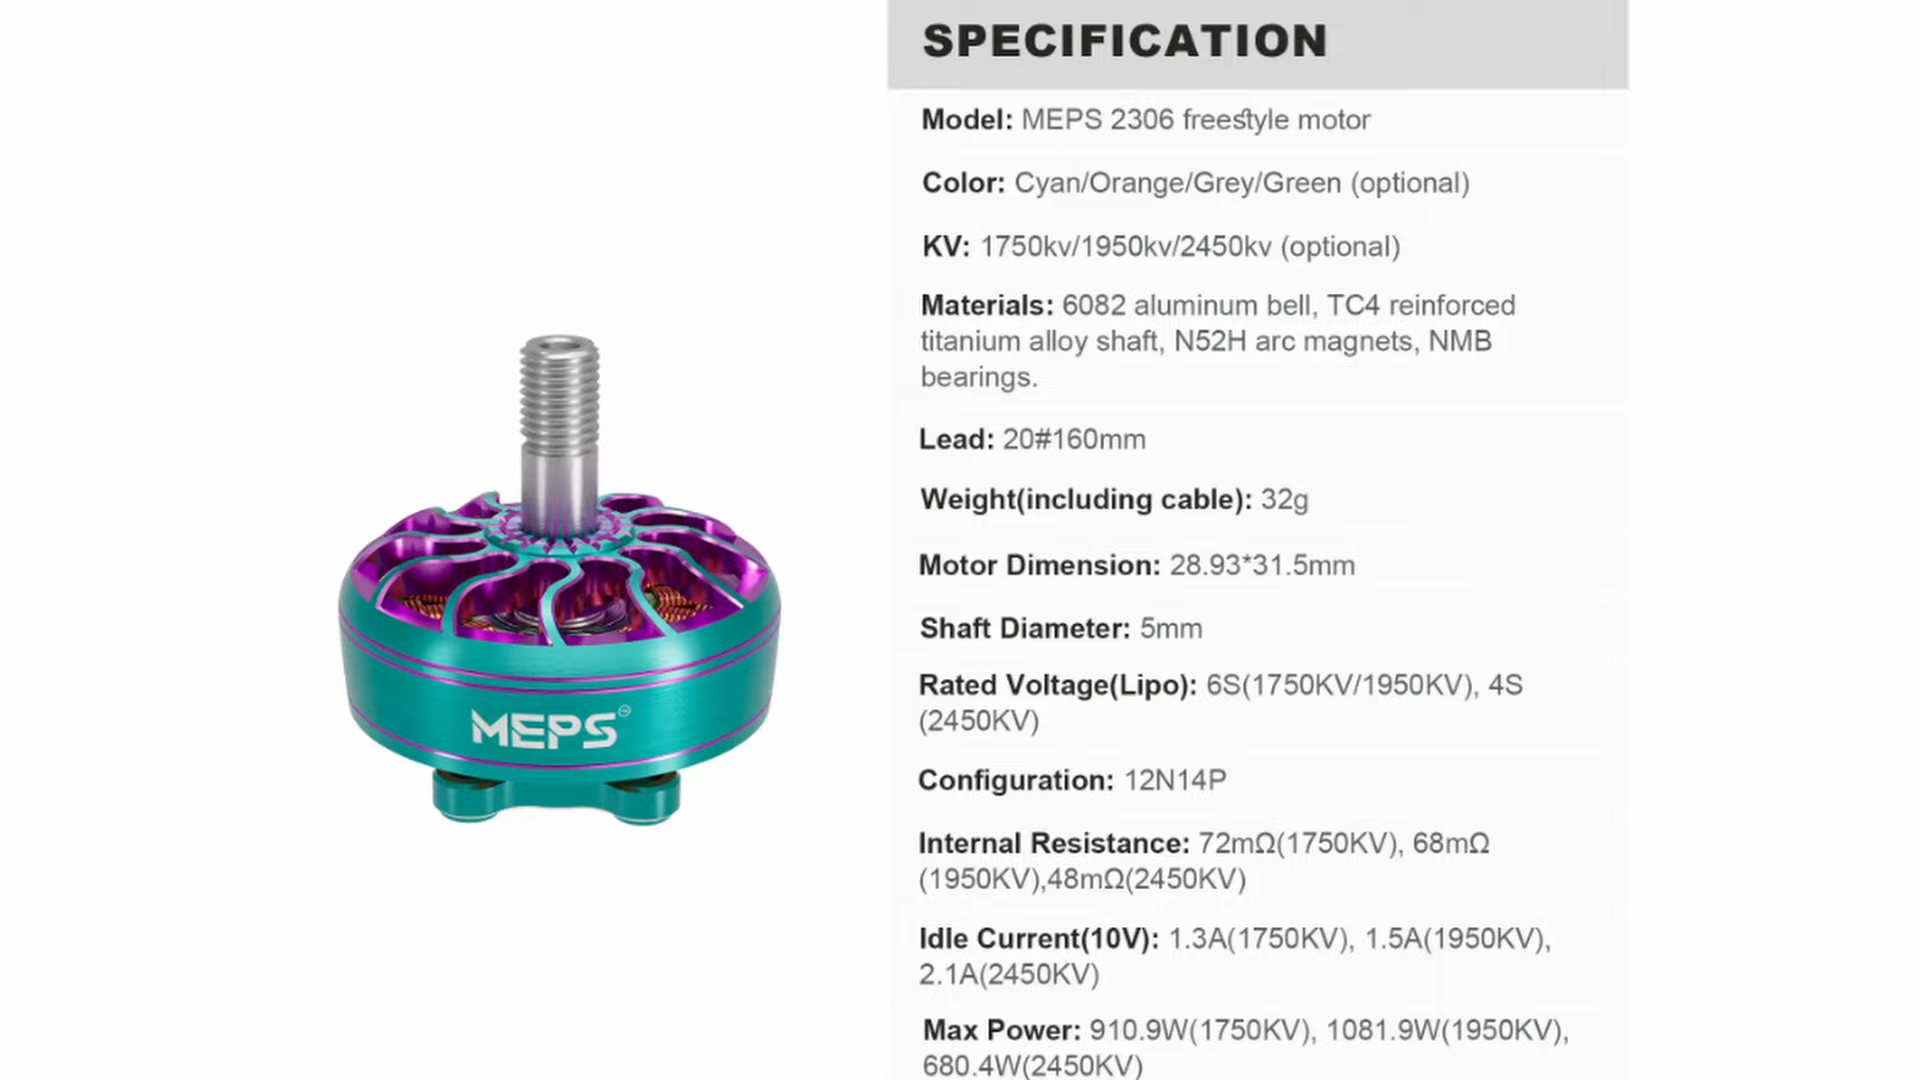 SPECIFICATION
Model: MEPS 2306 freestyle motor
Color: Cyan/Orange/Grey/Green (optional)
KV: 1750kv/1950kv/2450kv (optional)
Materials: 6082 aluminum bell, TC4 reinforced
titanium alloy shaft, N52H arc magnets, NMB
bearings.
Lead: 20#160mm
Weight(including cable): 32g
Motor Dimension: 28.93*31.5mm
Shaft Diameter: 5mm
Rated Voltage(Lipo): 6S(1750KV/1950KV), 4S
(2450KV)
Configuration: 12N14P
Internal Resistance: 72mΩ(1750KV), 68mΩ
(1950KV),48mΩ(2450KV)
Idle Current(10V): 1.3A(1750KV), 1.5A(1950KV),
2.1A(2450KV)
Max Power: 910.9W(1750KV), 1081.9W(1950KV),
680.4W(2450KV)
MEPS